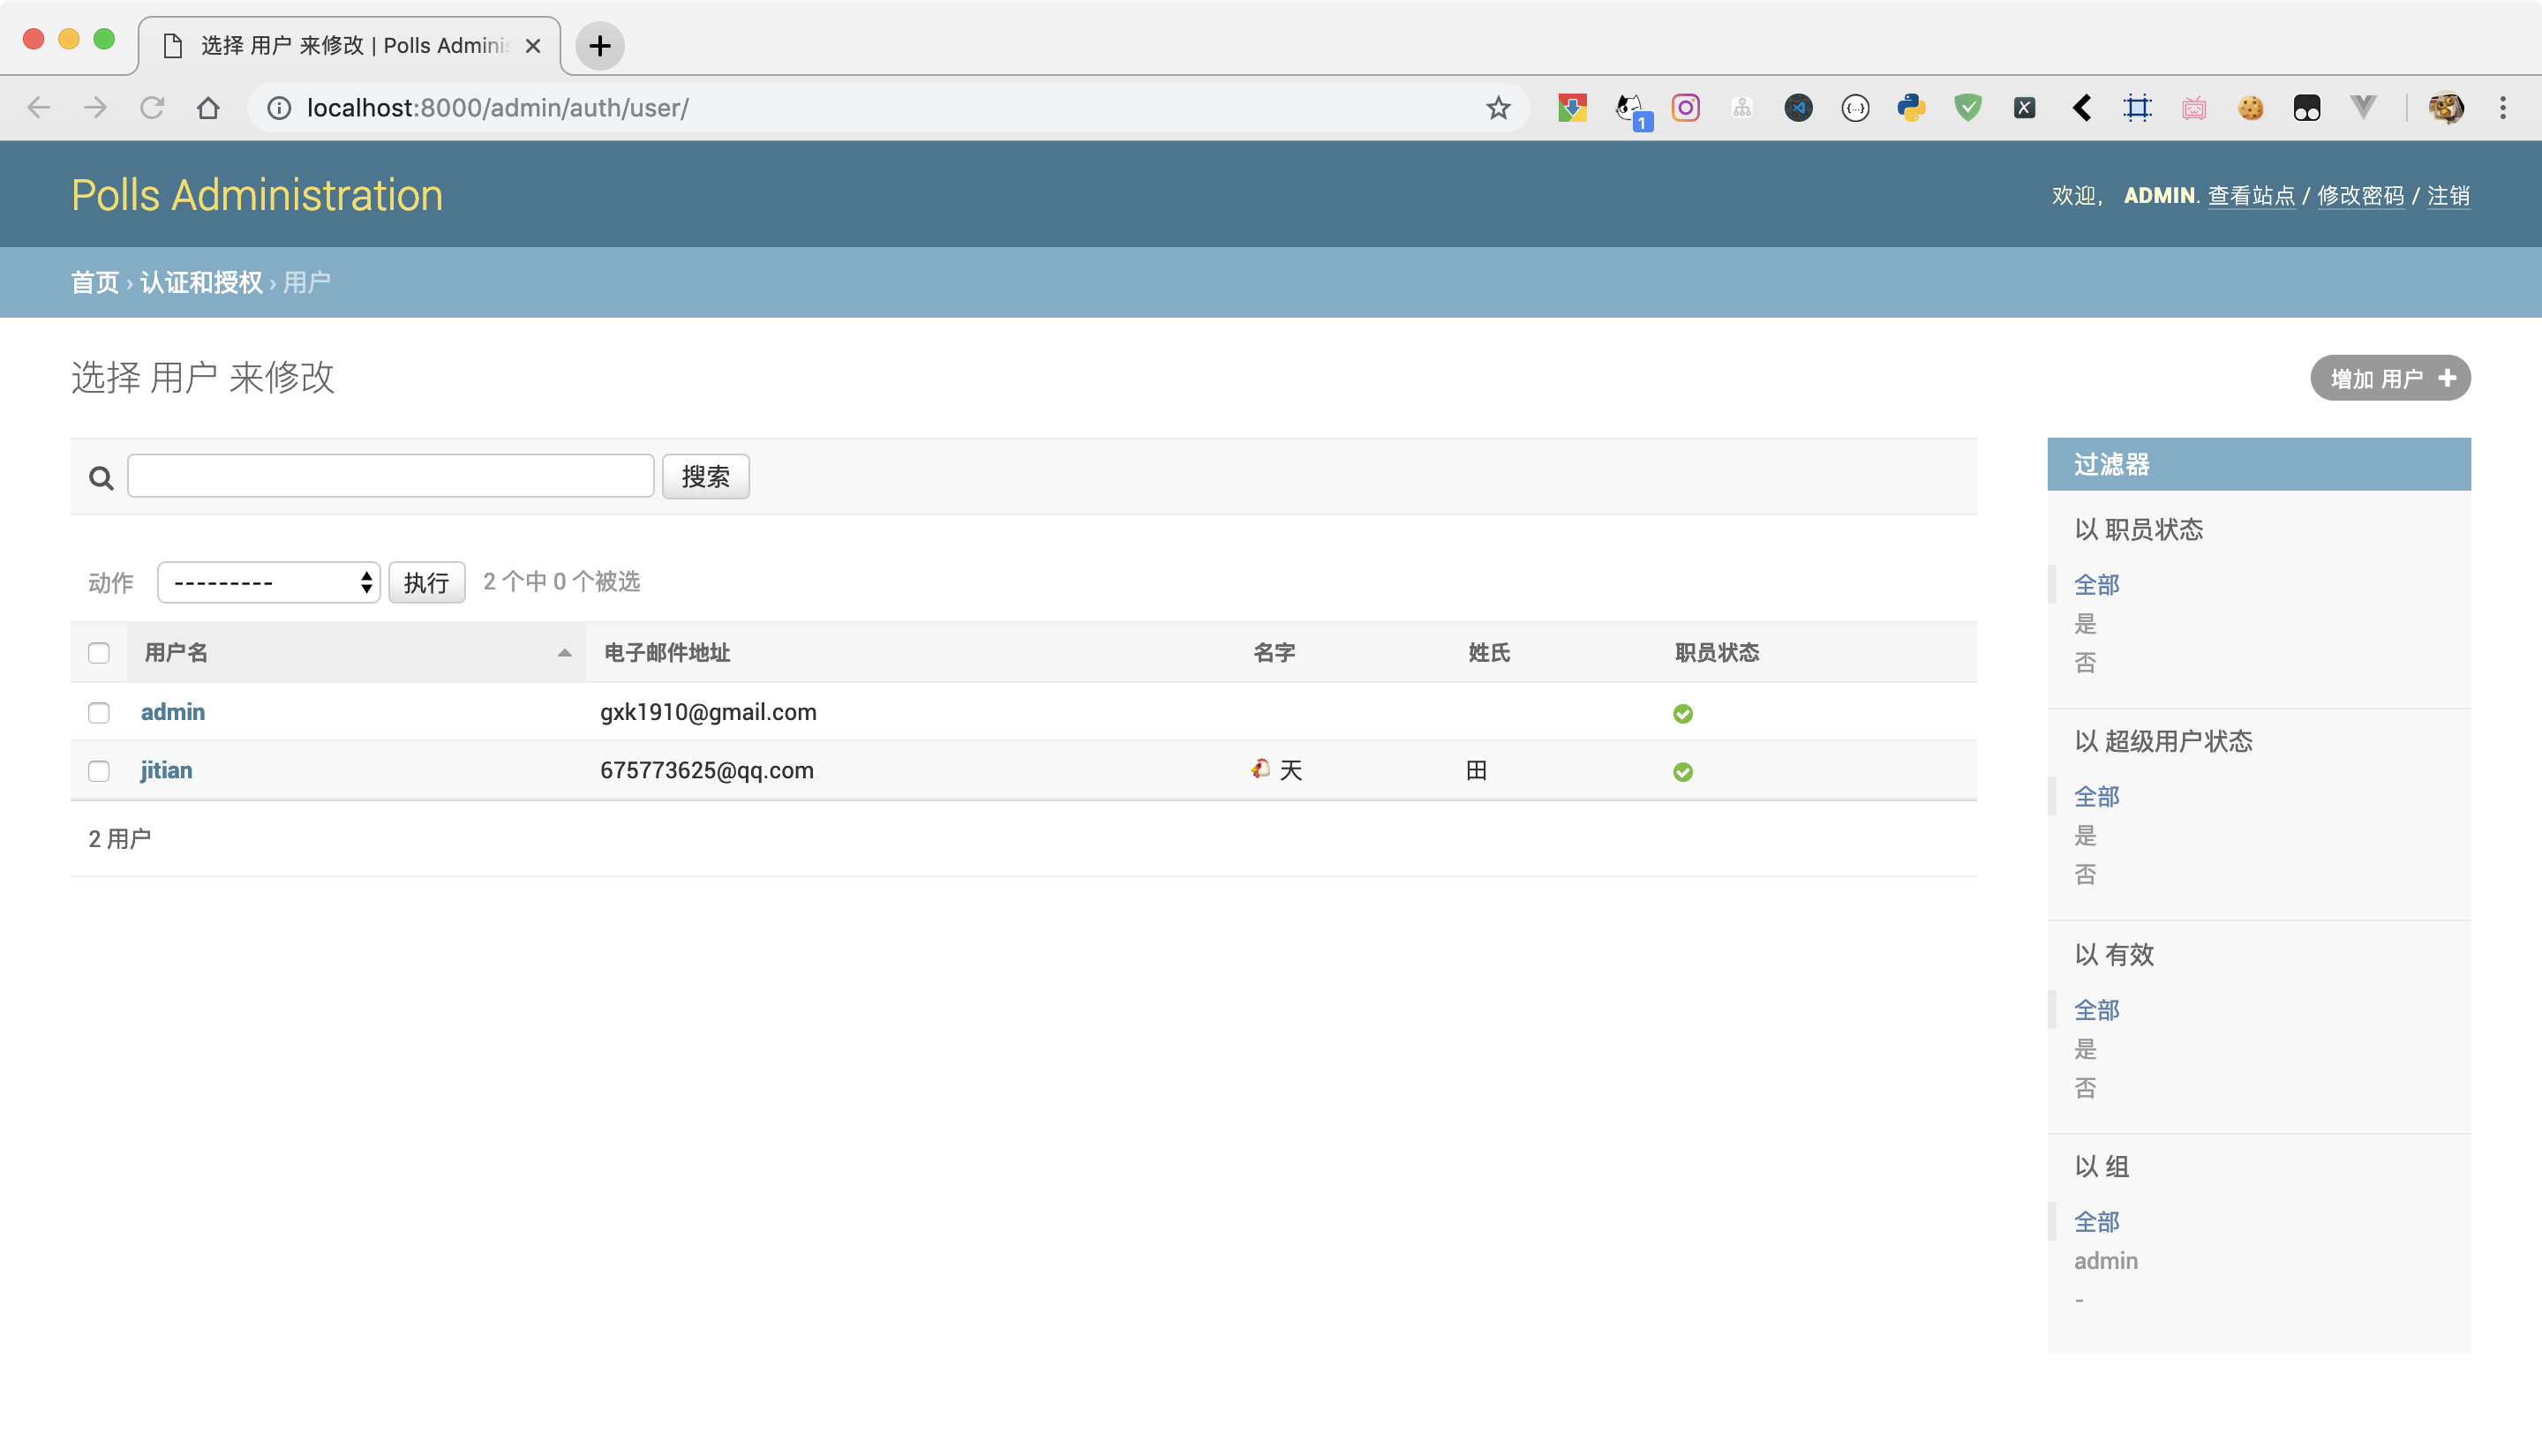 选择 用户 来修改 | Polls Adminis
localhost:8000/admin/auth/user/
1
Polls Administration
欢迎， ADMIN. 查看站点 / 修改密码 / 注销
首页 › 认证和授权 › 用户
选择 用户 来修改
增加 用户 +
搜索
动作 --------- 执行 2 个中 0 个被选
用户名 电子邮件地址 名字 姓氏 职员状态
admin gxk1910@gmail.com
jitian 675773625@qq.com 🐔 天 田
2 用户
过滤器
以 职员状态
全部
是
否
以 超级用户状态
全部
是
否
以 有效
全部
是
否
以 组
全部
admin
-